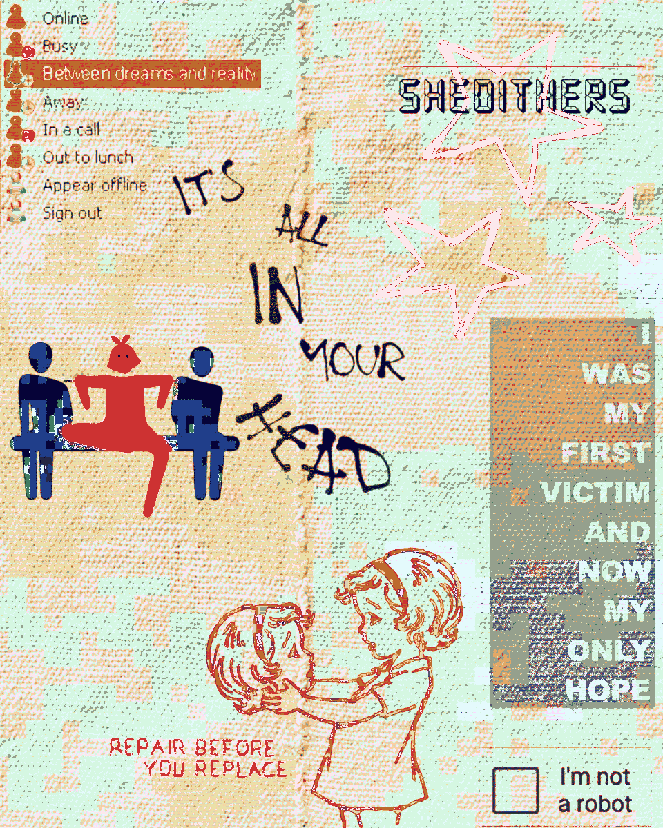 Online
Busy
Between dreams and reality
Away
In a call
Out to lunch
Appear offline
Sign out
SHEDITHERS
ITS
ALL
IN
YOUR
HEAD
I
WAS
MY
FIRST
VICTIM
AND
NOW
MY
ONLY
HOPE
REPAIR BEFORE
YOU REPLACE
I'm not
a robot